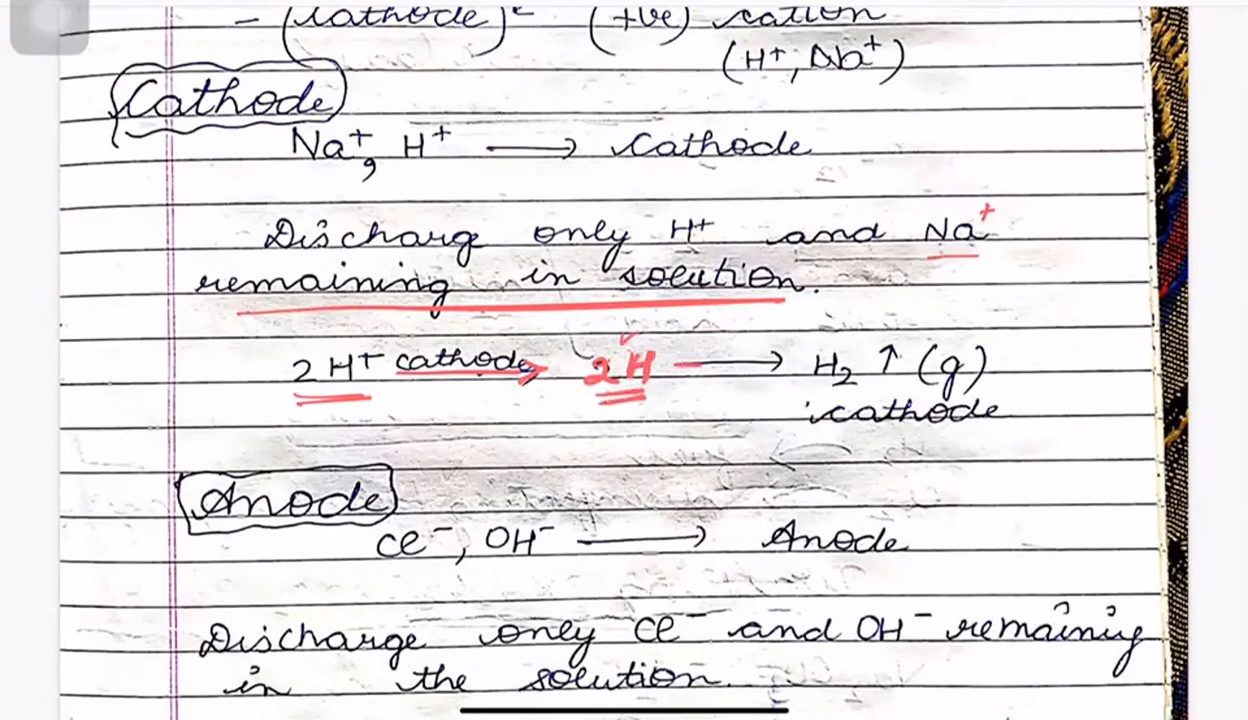 - (Cathode) (+ve) cation
(H⁺, Na⁺)
Cathode
Na⁺, H⁺ ⟶ Cathode
Discharg only H⁺ and Na⁺
remaining in solution.
2 H⁺ cathode 2H ⟶ H₂ ↑ (g)
cathode
Anode
Cl⁻, OH⁻ ⟶ Anode
Discharge only Cl⁻ and OH⁻ remaining
in the solution.